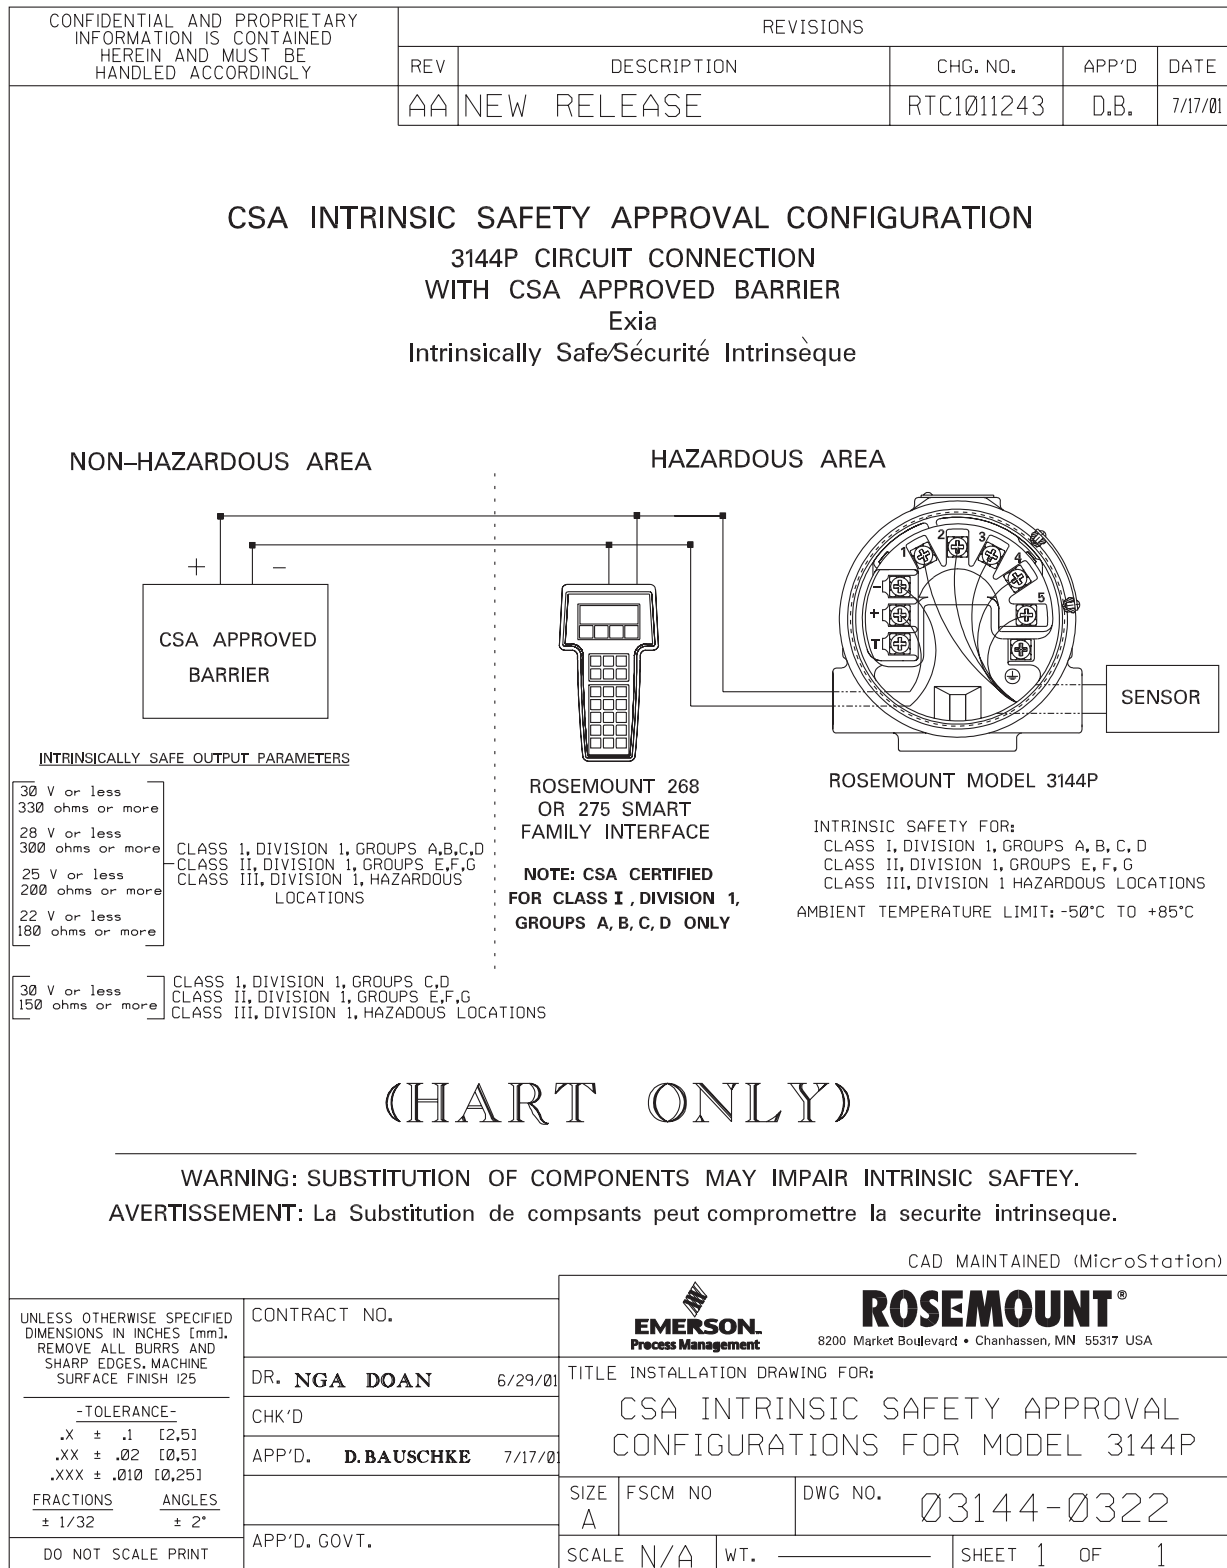 CONFIDENTIAL AND PROPRIETARY
INFORMATION IS CONTAINED
HEREIN AND MUST BE
HANDLED ACCORDINGLY
REVISIONS
REV DESCRIPTION CHG. NO. APP'D DATE
AA NEW RELEASE RTC1011243 D.B. 7/17/01
CSA INTRINSIC SAFETY APPROVAL CONFIGURATION
3144P CIRCUIT CONNECTION
WITH CSA APPROVED BARRIER
Exia
Intrinsically Safe/Sécurité Intrinsèque
NON-HAZARDOUS AREA
HAZARDOUS AREA
+ -
CSA APPROVED
BARRIER
1 2 3 4 5
-
+
T
SENSOR
INTRINSICALLY SAFE OUTPUT PARAMETERS
30 V or less
330 ohms or more
28 V or less
300 ohms or more
25 V or less
200 ohms or more
22 V or less
180 ohms or more
CLASS 1, DIVISION 1, GROUPS A,B,C,D
CLASS II, DIVISION 1, GROUPS E,F,G
CLASS III, DIVISION 1, HAZARDOUS
LOCATIONS
30 V or less
150 ohms or more
CLASS 1, DIVISION 1, GROUPS C,D
CLASS II, DIVISION 1, GROUPS E,F,G
CLASS III, DIVISION 1, HAZADOUS LOCATIONS
ROSEMOUNT 268
OR 275 SMART
FAMILY INTERFACE
NOTE: CSA CERTIFIED
FOR CLASS I , DIVISION 1,
GROUPS A, B, C, D ONLY
ROSEMOUNT MODEL 3144P
INTRINSIC SAFETY FOR:
CLASS I, DIVISION 1, GROUPS A, B, C, D
CLASS II, DIVISION 1, GROUPS E, F, G
CLASS III, DIVISION 1 HAZARDOUS LOCATIONS
AMBIENT TEMPERATURE LIMIT: -50°C TO +85°C
(HART ONLY)
WARNING: SUBSTITUTION OF COMPONENTS MAY IMPAIR INTRINSIC SAFTEY.
AVERTISSEMENT: La Substitution de compsants peut compromettre la securite intrinseque.
CAD MAINTAINED (MicroStation)
UNLESS OTHERWISE SPECIFIED
DIMENSIONS IN INCHES [mm].
REMOVE ALL BURRS AND
SHARP EDGES. MACHINE
SURFACE FINISH 125
-TOLERANCE-
.X ± .1 [2,5]
.XX ± .02 [0,5]
.XXX ± .010 [0,25]
FRACTIONS ANGLES
± 1/32 ± 2°
DO NOT SCALE PRINT
CONTRACT NO.
DR. NGA DOAN 6/29/01
CHK'D
APP'D. D. BAUSCHKE 7/17/01
APP'D. GOVT.
EMERSON.
Process Management
ROSEMOUNT®
8200 Market Boulevard • Chanhassen, MN 55317 USA
TITLE INSTALLATION DRAWING FOR:
CSA INTRINSIC SAFETY APPROVAL
CONFIGURATIONS FOR MODEL 3144P
SIZE A FSCM NO DWG NO. 03144-0322
SCALE N/A WT. SHEET 1 OF 1